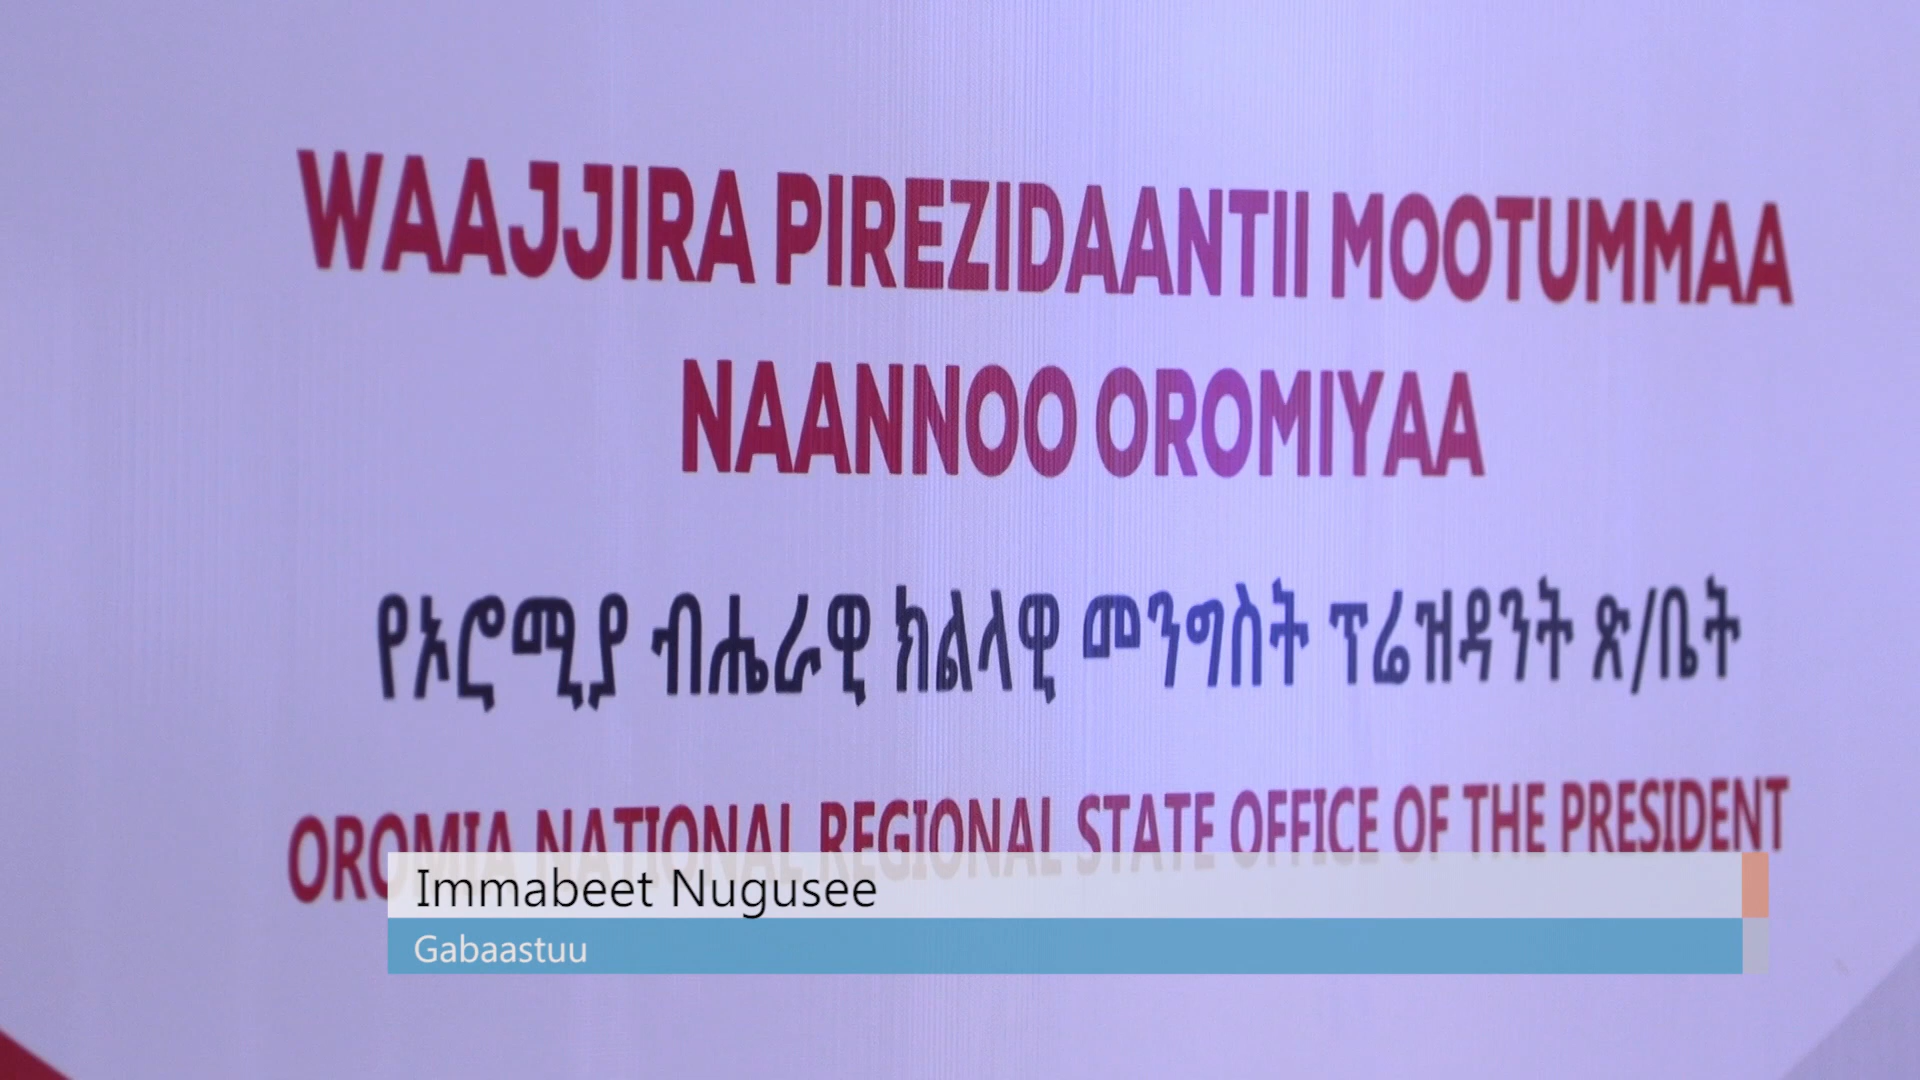 WAAJJIRA PIREZIDAANTII MOOTUMMAA
NAANNOO OROMIYAA
የኦሮሚያ ብሔራዊ ክልላዊ መንግስት ፕሬዝዳንት ጽ/ቤት
OROMIA NATIONAL REGIONAL STATE OFFICE OF THE PRESIDENT
Immabeet Nugusee
Gabaastuu